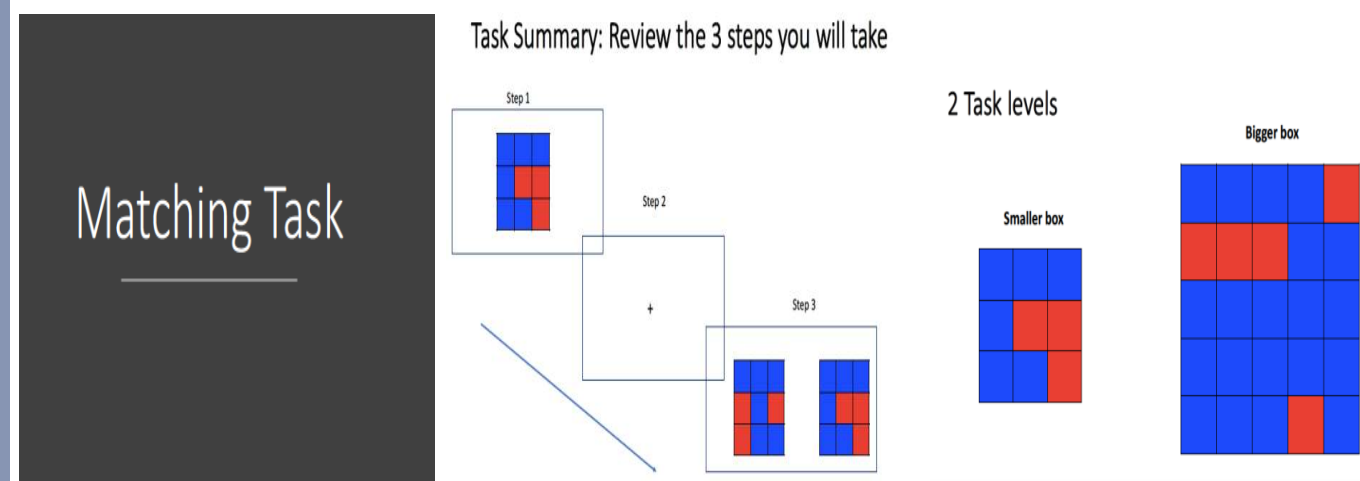 Matching Task
Task Summary: Review the 3 steps you will take
Step 1
Step 2
+
Step 3
2 Task levels
Smaller box
Bigger box